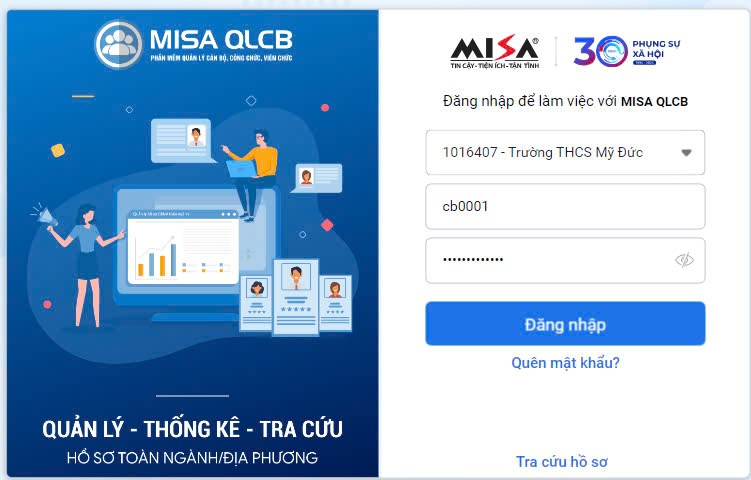 MISA QLCB
PHẦN MỀM QUẢN LÝ CÁN BỘ, CÔNG CHỨC, VIÊN CHỨC
QUẢN LÝ - THỐNG KÊ - TRA CỨU
HỒ SƠ TOÀN NGÀNH/ĐỊA PHƯƠNG
MISA®
TIN CẬY - TIỆN ÍCH - TẬN TÌNH
30
PHỤNG SỰ
XÃ HỘI
Đăng nhập để làm việc với MISA QLCB
1016407 - Trường THCS Mỹ Đức
cb0001
•••••••••••••
Đăng nhập
Quên mật khẩu?
Tra cứu hồ sơ